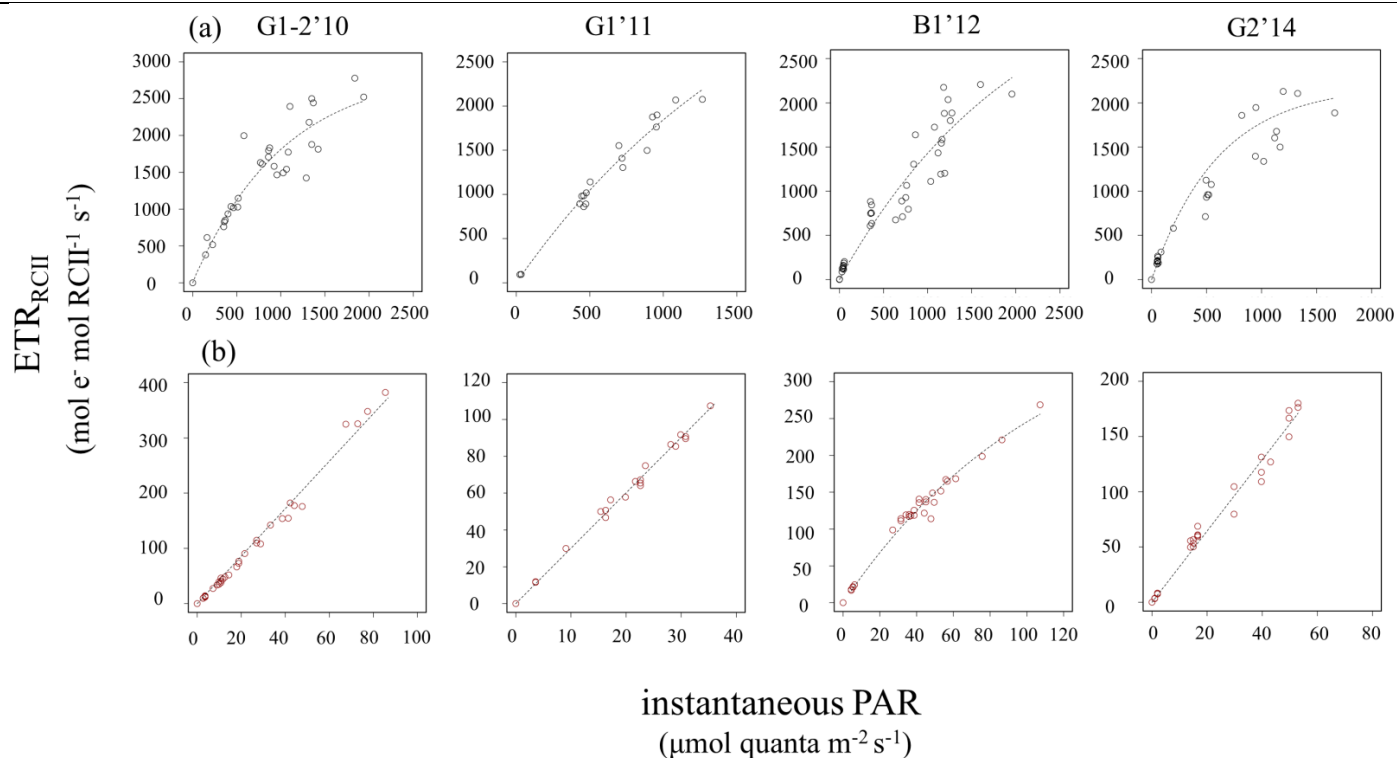 (a) G1-2’10 G1’11 B1’12 G2’14
3000 2500 2000 1500 1000 500 0
0 500 1000 1500 2000 2500
2500 2000 1500 1000 500 0
0 500 1000 1500
2500 2000 1500 1000 500 0
0 500 1000 1500 2000 2500
2500 2000 1500 1000 500 0
0 500 1000 1500 2000
ETR_RCII
(mol e⁻ mol RCII⁻¹ s⁻¹)
(b)
400 300 200 100 0
0 20 40 60 80 100
120 100 80 60 40 20 0
0 10 20 30 40
300 250 200 150 100 50 0
0 20 40 60 80 100 120
200 150 100 50 0
0 20 40 60 80
instantaneous PAR
(μmol quanta m⁻² s⁻¹)